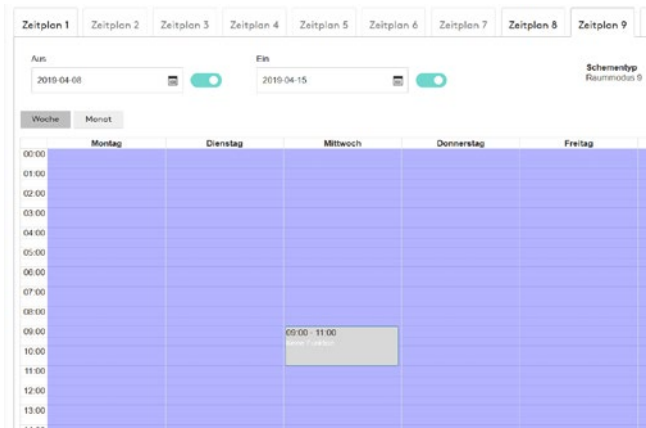 Zeitplan 1 Zeitplan 2 Zeitplan 3 Zeitplan 4 Zeitplan 5 Zeitplan 6 Zeitplan 7 Zeitplan 8 Zeitplan 9
Aus Ein
2019-04-08 2019-04-15
Schementyp
Raummodus 9
Woche Monat
Montag Dienstag Mittwoch Donnerstag Freitag
00:00
01:00
02:00
03:00
04:00
05:00
06:00
07:00
08:00
09:00 09:00 - 11:00
10:00
11:00
12:00
13:00